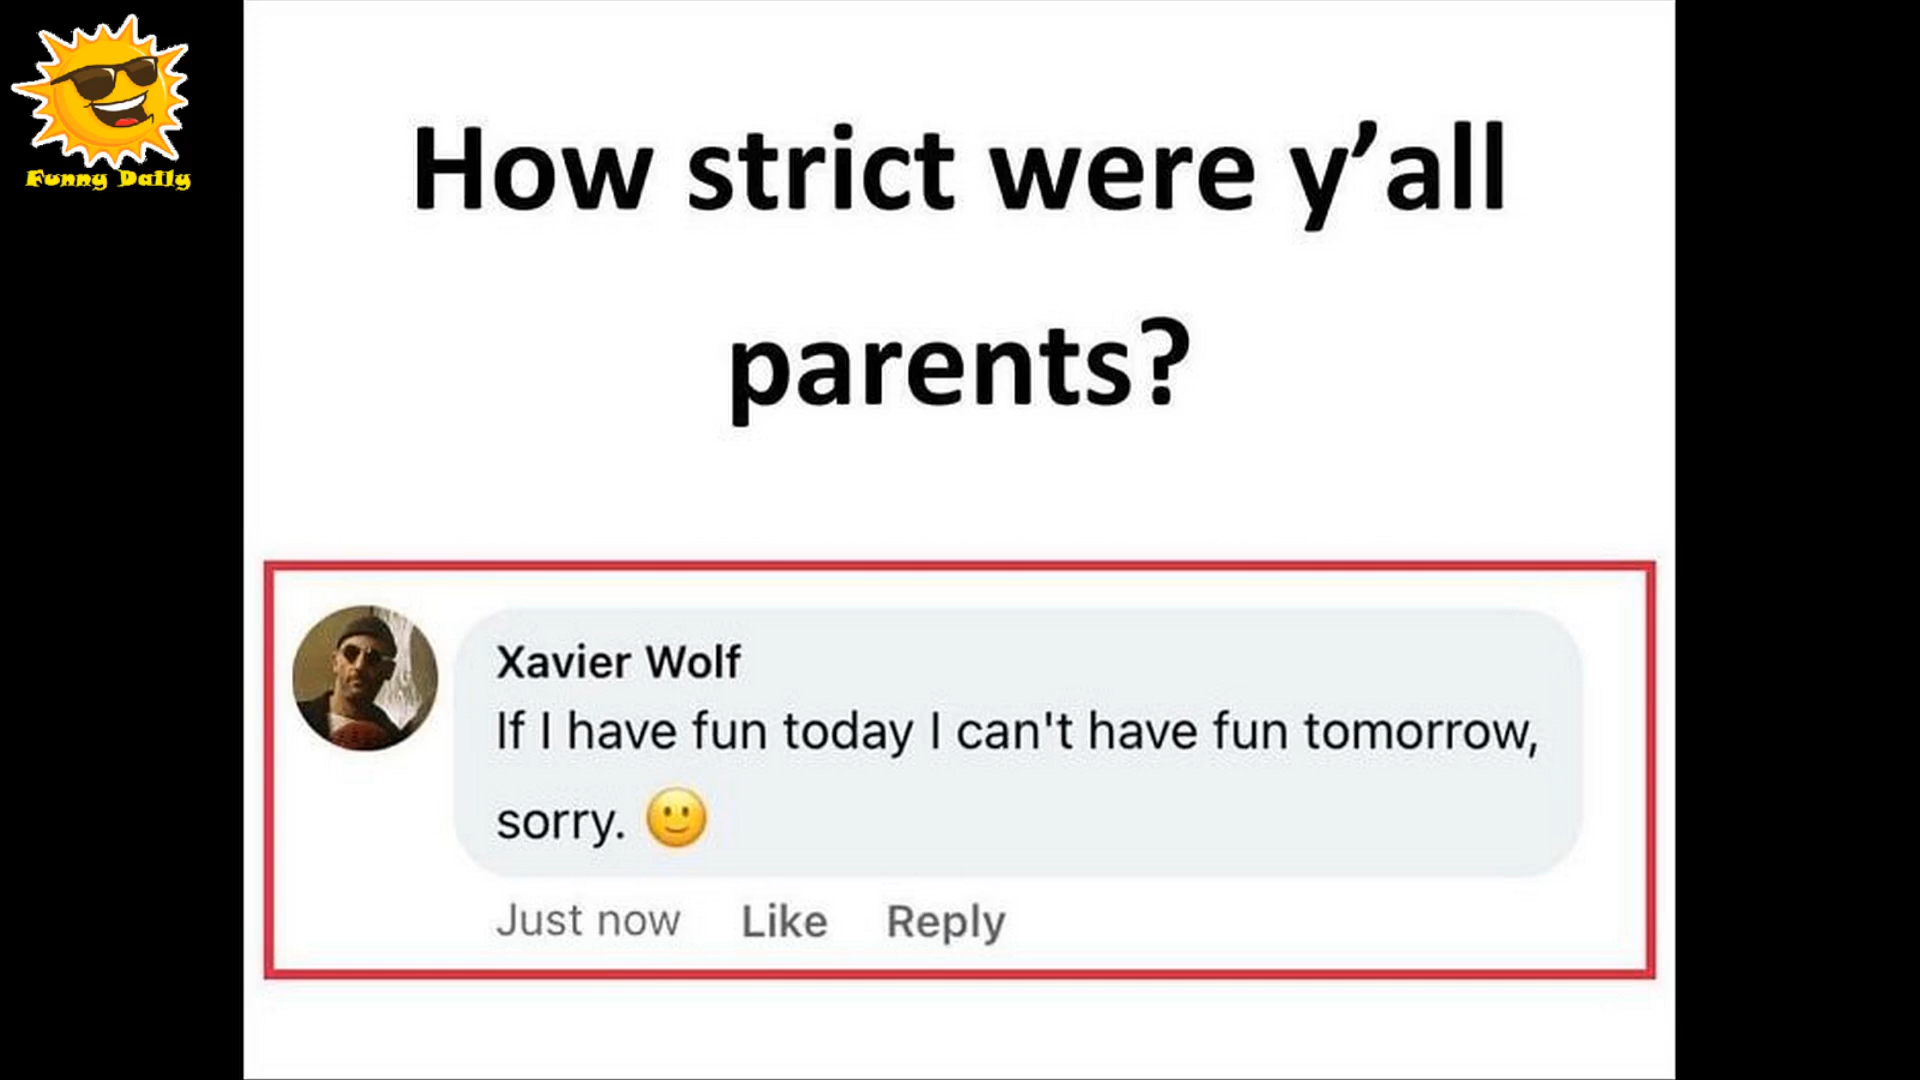 Funny Daily
How strict were y’all
parents?
Xavier Wolf
If I have fun today I can't have fun tomorrow,
sorry. 🙂
Just now Like Reply